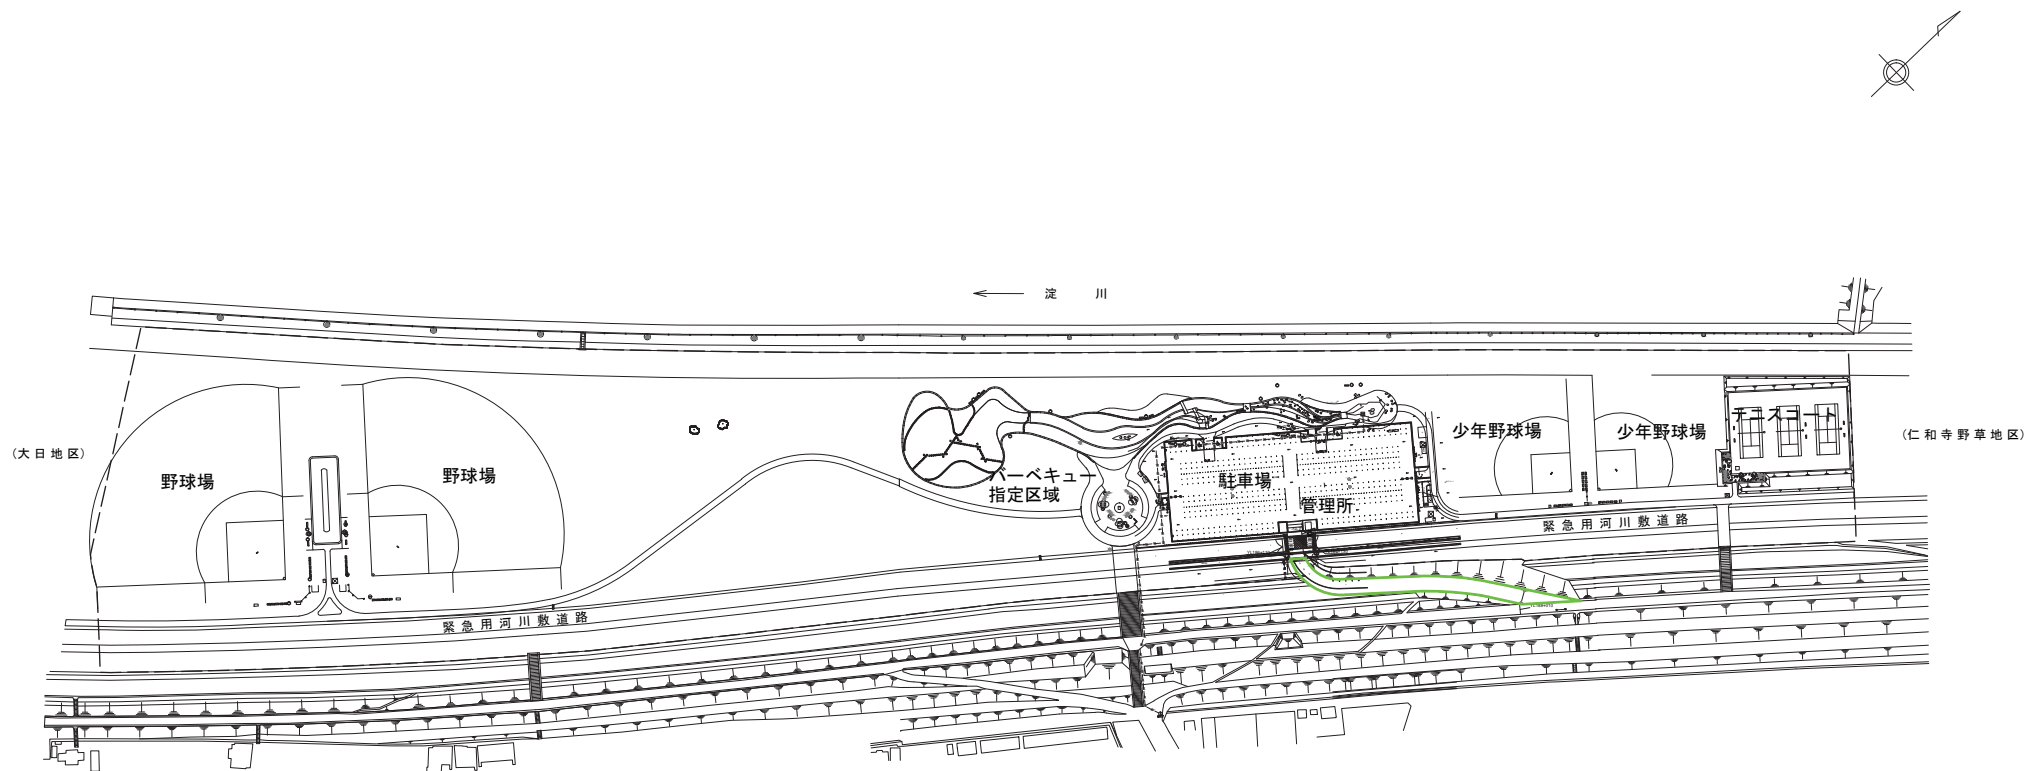 淀川
(大日地区)
野球場
野球場
バーベキュー
指定区域
駐車場
管理所
少年野球場
少年野球場
テニスコート
(仁和寺野草地区)
緊急用河川敷道路
緊急用河川敷道路